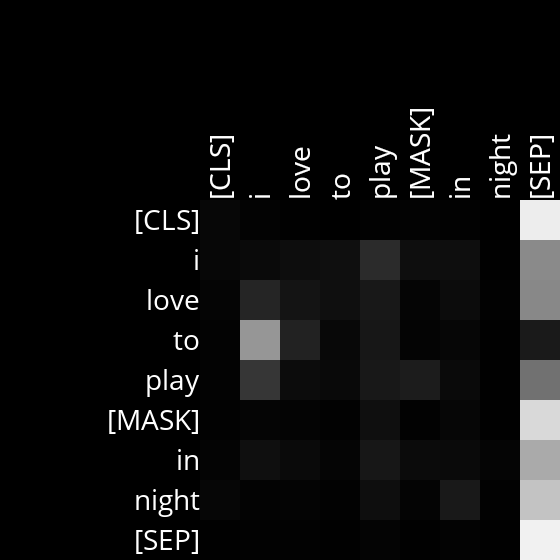 [CLS] i love to play [MASK] in night [SEP]
[CLS]
i
love
to
play
[MASK]
in
night
[SEP]